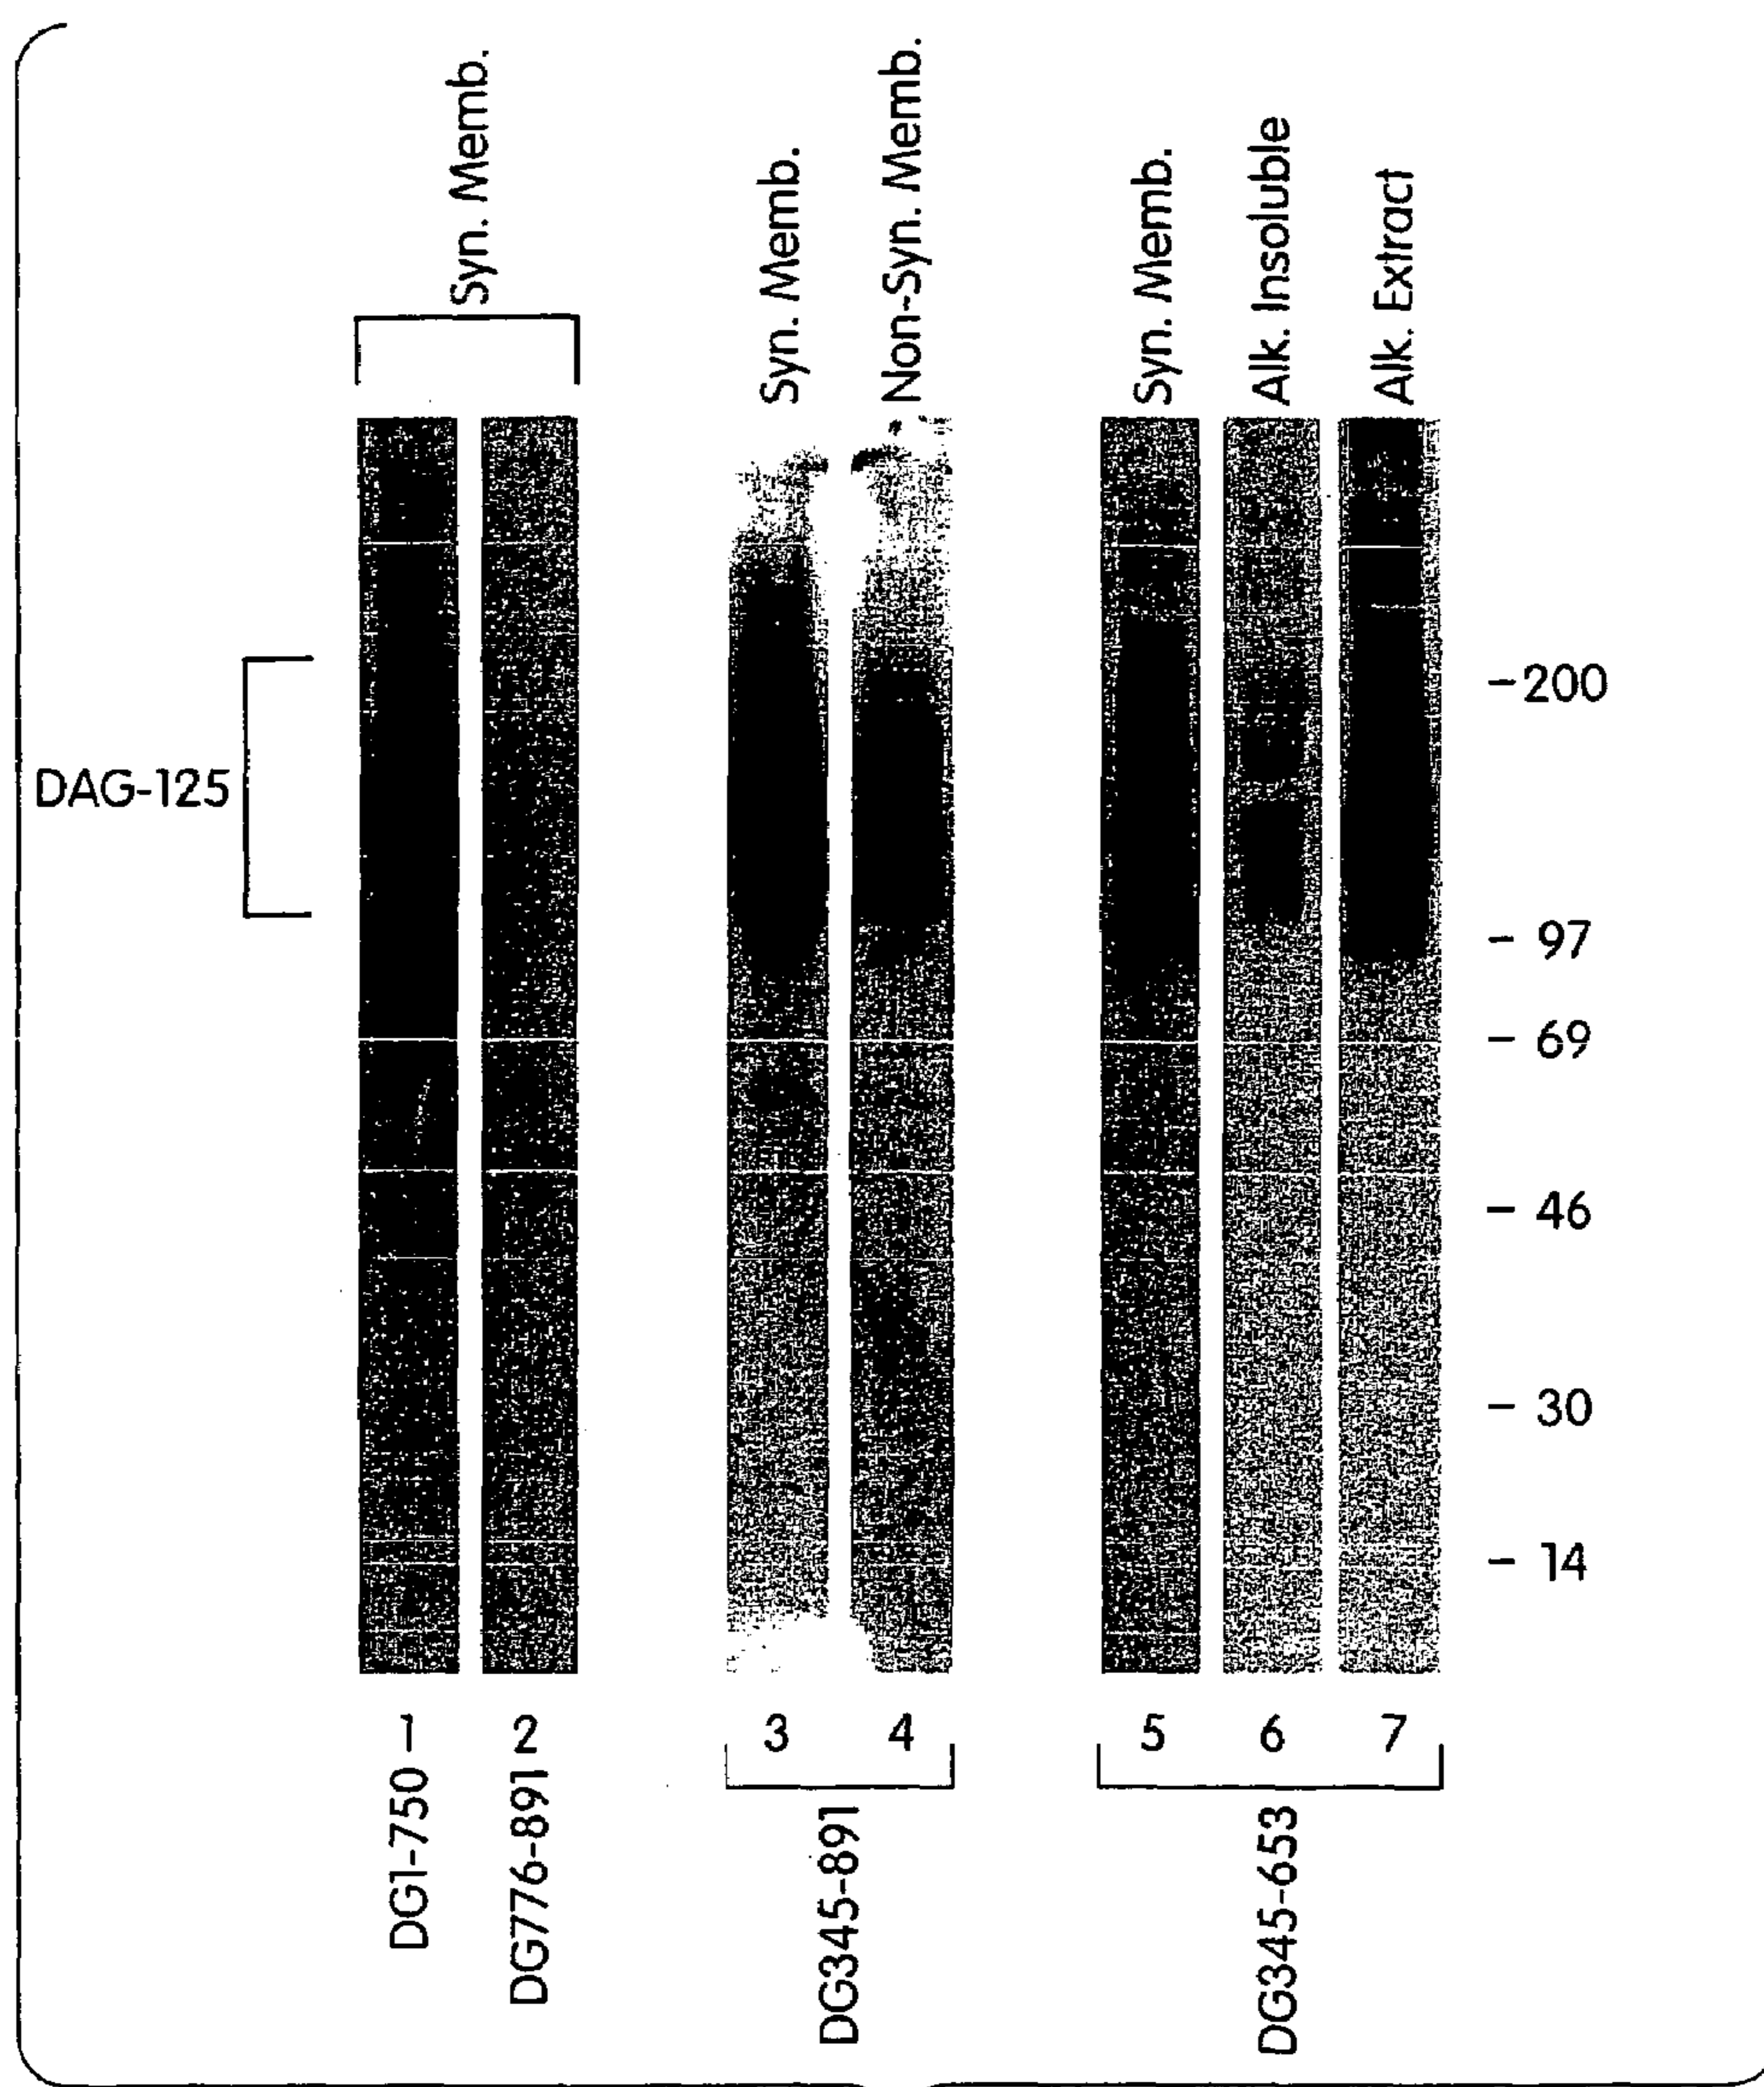 Syn. Memb.
Syn. Memb.
Non-Syn. Memb.
Syn. Memb.
Alk. Insoluble
Alk. Extract
DAG-125
-200
- 97
- 69
- 46
- 30
- 14
1 2 3 4 5 6 7
DG1-750
DG776-891
DG345-891
DG345-653